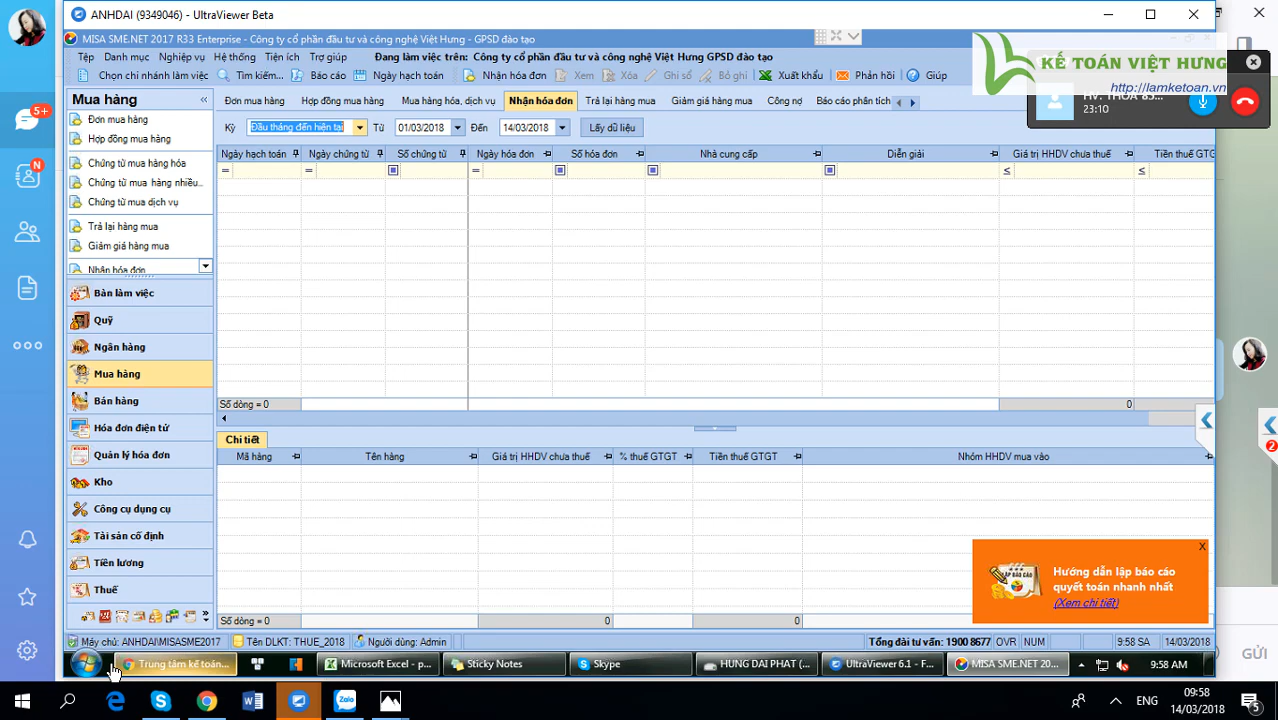 ANHDAI (9349046) - UltraViewer Beta
MISA SME.NET 2017 R33 Enterprise - Công ty cổ phần đầu tư và công nghệ Việt Hưng - GPSD đào tạo
Tệp Danh mục Nghiệp vụ Hệ thống Tiện ích Trợ giúp Đang làm việc trên: Công ty cổ phần đầu tư và công nghệ Việt Hưng GPSD đào tạo
KẾ TOÁN VIỆT HƯNG
http://lamketoan.vn
23:10
Chọn chi nhánh làm việc Tìm kiếm... Báo cáo Ngày hạch toán Nhận hóa đơn Xem Xóa Ghi sổ Bỏ ghi Xuất khẩu Phản hồi Giúp
5+
N
Mua hàng
Đơn mua hàng
Hợp đồng mua hàng
Chứng từ mua hàng hóa
Chứng từ mua hàng nhiều...
Chứng từ mua dịch vụ
Trả lại hàng mua
Giảm giá hàng mua
Nhận hóa đơn
Bàn làm việc
Quỹ
Ngân hàng
Mua hàng
Bán hàng
Hóa đơn điện tử
Quản lý hóa đơn
Kho
Công cụ dụng cụ
Tài sản cố định
Tiền lương
Thuế
Đơn mua hàng Hợp đồng mua hàng Mua hàng hóa, dịch vụ Nhận hóa đơn Trả lại hàng mua Giảm giá hàng mua Công nợ Báo cáo phân tích
Kỳ Đầu tháng đến hiện tại Từ 01/03/2018 Đến 14/03/2018 Lấy dữ liệu
Ngày hạch toán Ngày chứng từ Số chứng từ Ngày hóa đơn Số hóa đơn Nhà cung cấp Diễn giải Giá trị HHDV chưa thuế Tiền thuế GTG
= = = ≤ ≤
Số dòng = 0 0
Chi tiết
Mã hàng Tên hàng Giá trị HHDV chưa thuế % thuế GTGT Tiền thuế GTGT Nhóm HHDV mua vào
Số dòng = 0 0 0
X
Hướng dẫn lập báo cáo
quyết toán nhanh nhất
(Xem chi tiết)
2
GỬI
Máy chủ: ANHDAI\MISASME2017 Tên DLKT: THUE_2018 Người dùng: Admin Tổng đài tư vấn: 1900 8677 OVR NUM 9:58 SA 14/03/2018
Trung tâm kế toán... Microsoft Excel - p... Sticky Notes Skype HUNG DAI PHAT (... UltraViewer 6.1 - F... MISA SME.NET 20... 9:58 AM
ENG 09:58
14/03/2018
5